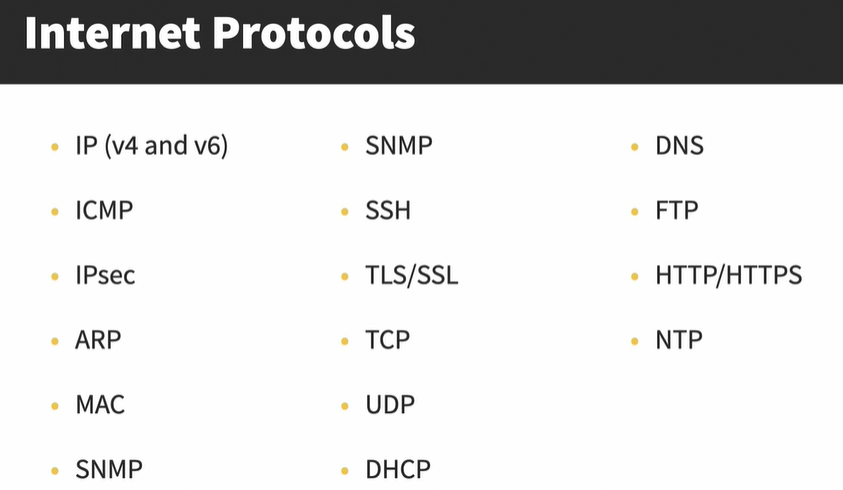 Internet Protocols
IP (v4 and v6)
ICMP
IPsec
ARP
MAC
SNMP
SNMP
SSH
TLS/SSL
TCP
UDP
DHCP
DNS
FTP
HTTP/HTTPS
NTP